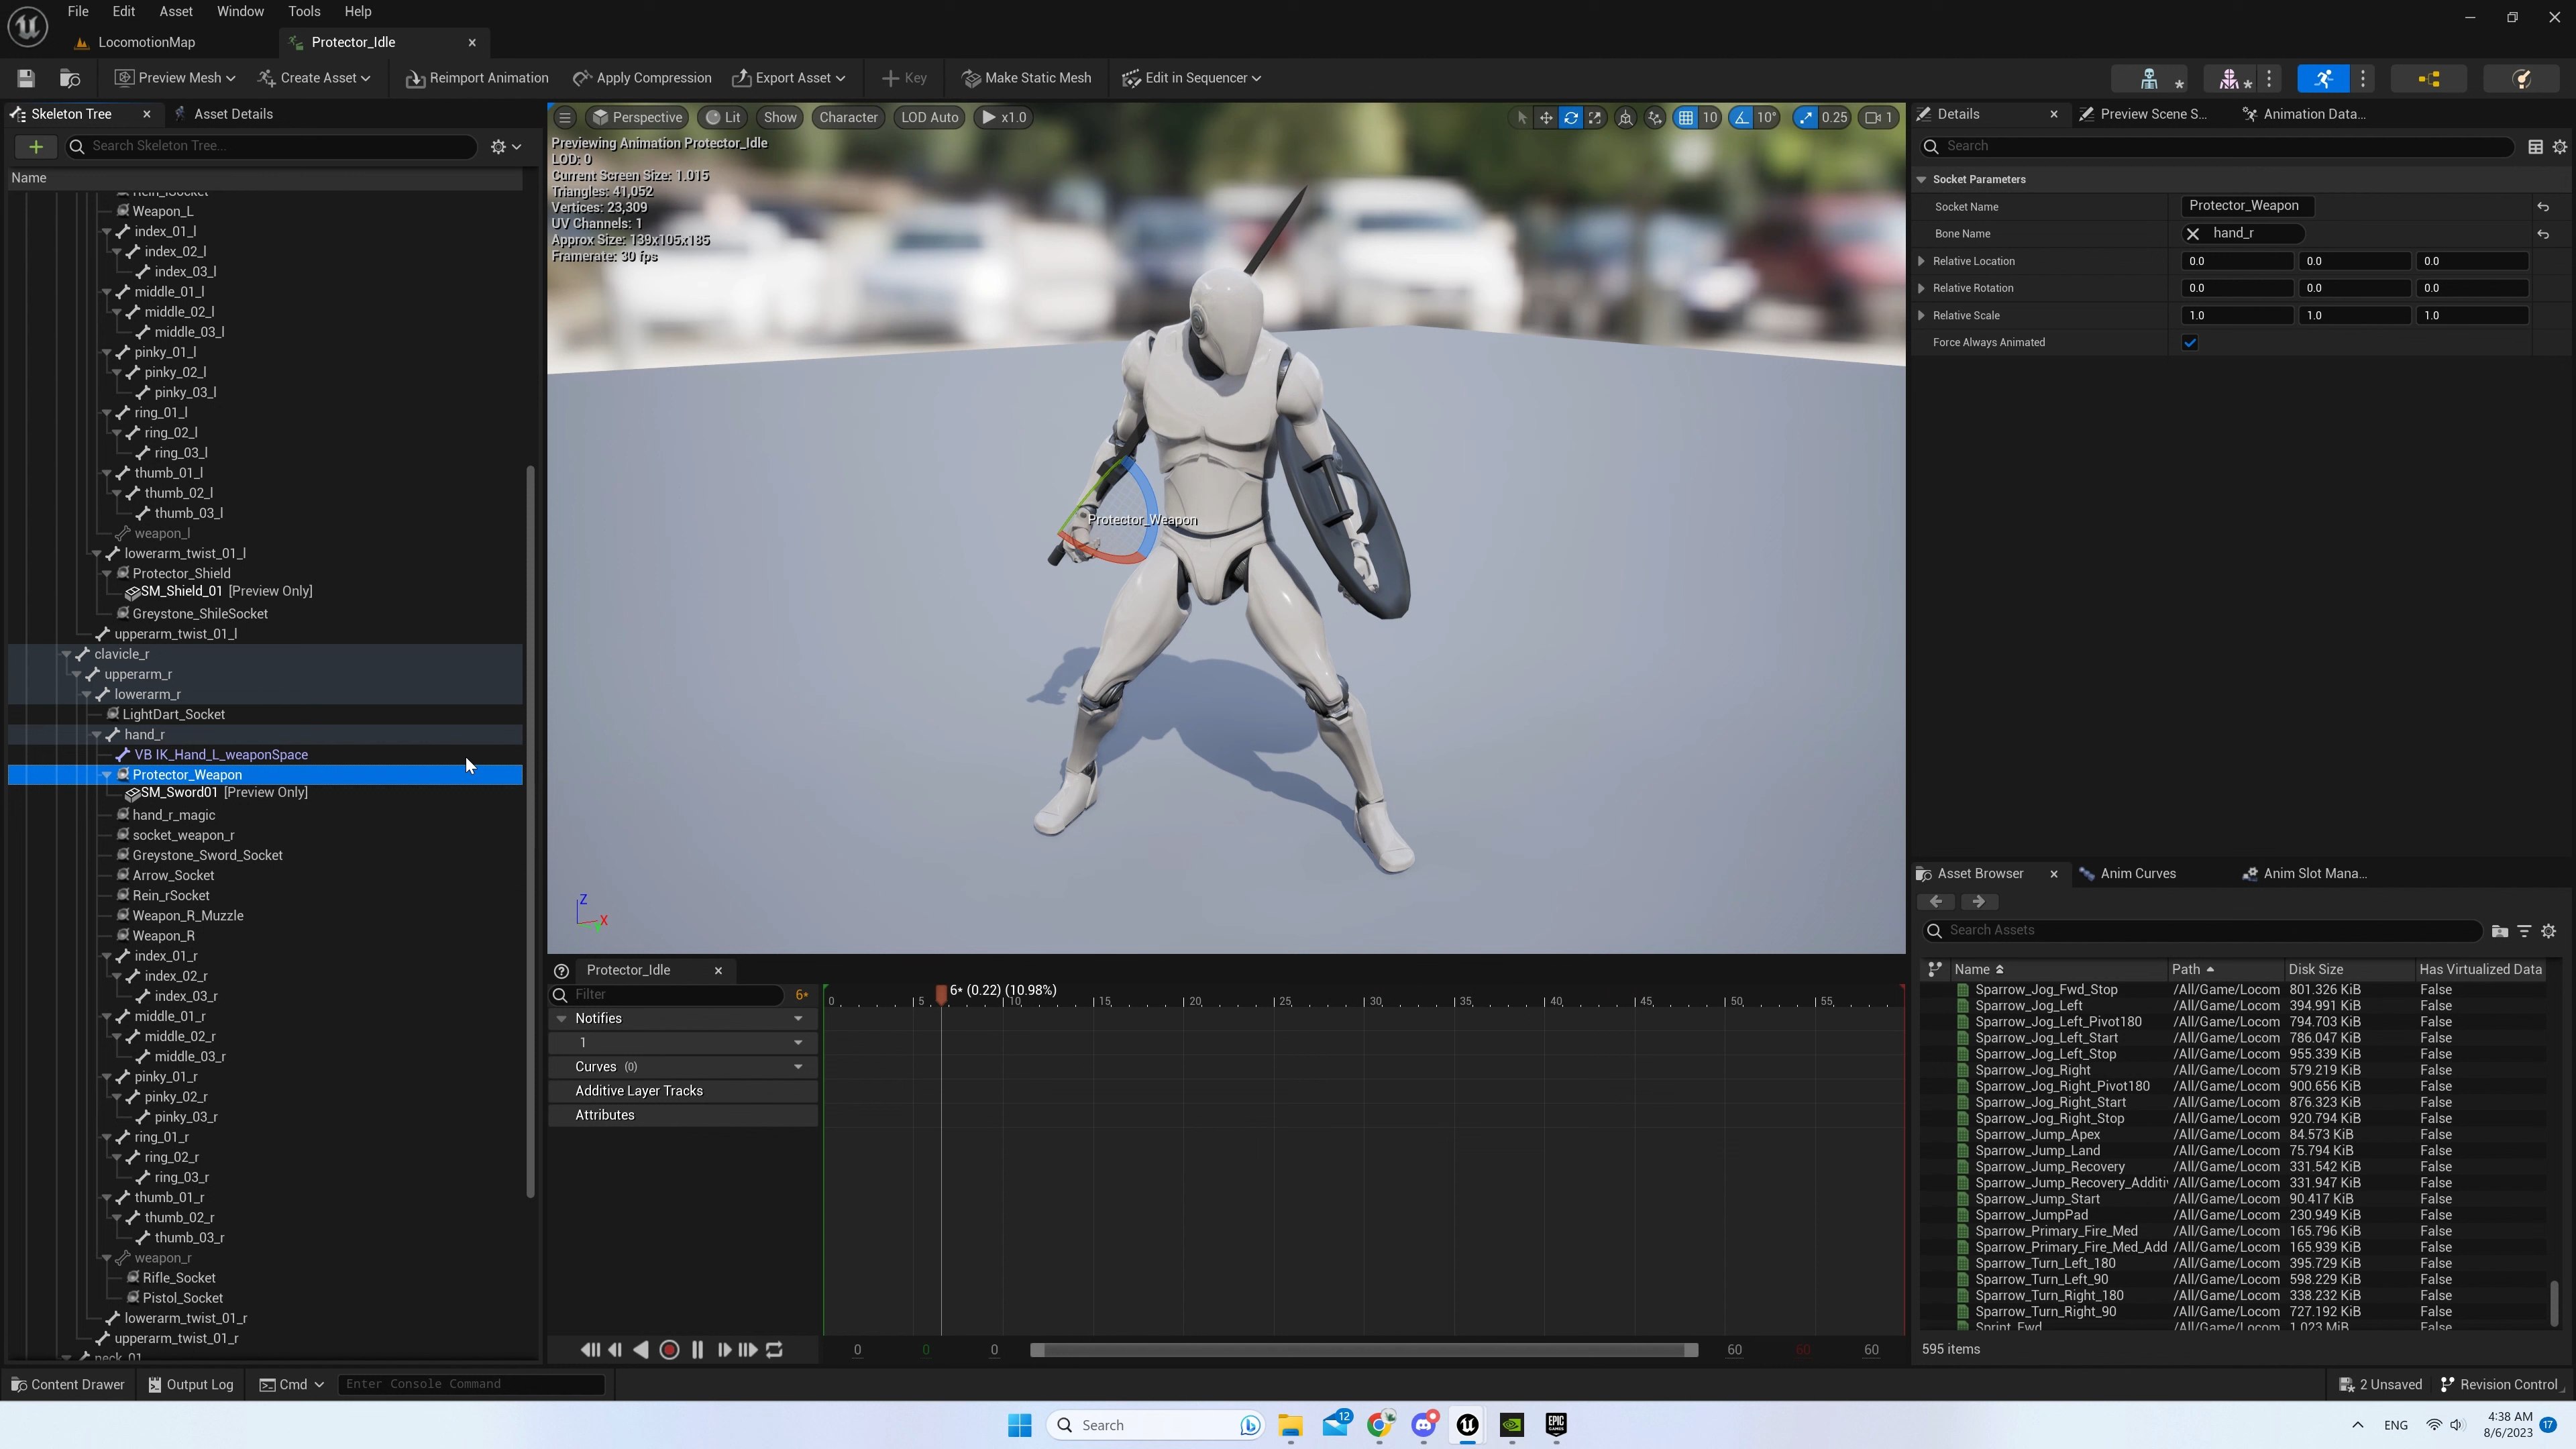 File Edit Asset Window Tools Help
LocomotionMap
Protector_Idle
Preview Mesh
Create Asset
Reimport Animation
Apply Compression
Export Asset
Key
Make Static Mesh
Edit in Sequencer
Skeleton Tree
Asset Details
Search Skeleton Tree...
Name
Rein_lSocket
Weapon_L
index_01_l
index_02_l
index_03_l
middle_01_l
middle_02_l
middle_03_l
pinky_01_l
pinky_02_l
pinky_03_l
ring_01_l
ring_02_l
ring_03_l
thumb_01_l
thumb_02_l
thumb_03_l
weapon_l
lowerarm_twist_01_l
Protector_Shield
SM_Shield_01 [Preview Only]
Greystone_ShileSocket
upperarm_twist_01_l
clavicle_r
upperarm_r
lowerarm_r
LightDart_Socket
hand_r
VB IK_Hand_L_weaponSpace
Protector_Weapon
SM_Sword01 [Preview Only]
hand_r_magic
socket_weapon_r
Greystone_Sword_Socket
Arrow_Socket
Rein_rSocket
Weapon_R_Muzzle
Weapon_R
index_01_r
index_02_r
index_03_r
middle_01_r
middle_02_r
middle_03_r
pinky_01_r
pinky_02_r
pinky_03_r
ring_01_r
ring_02_r
ring_03_r
thumb_01_r
thumb_02_r
thumb_03_r
weapon_r
Rifle_Socket
Pistol_Socket
lowerarm_twist_01_r
upperarm_twist_01_r
neck_01
Perspective
Lit
Show
Character
LOD Auto
x1.0
10
10°
0.25
1
Previewing Animation Protector_Idle
LOD: 0
Current Screen Size: 1.015
Triangles: 41,052
Vertices: 23,309
UV Channels: 1
Approx Size: 139x105x185
Framerate: 30 fps
Protector_Weapon
Z
X
Protector_Idle
Filter
6*
6* (0.22) (10.98%)
0 5 10 15 20 25 30 35 40 45 50 55
Notifies
1
Curves (0)
Additive Layer Tracks
Attributes
0 0 0 60 60 60
Details
Preview Scene S...
Animation Data...
Search
Socket Parameters
Socket Name Protector_Weapon
Bone Name hand_r
Relative Location 0.0 0.0 0.0
Relative Rotation 0.0 0.0 0.0
Relative Scale 1.0 1.0 1.0
Force Always Animated
Asset Browser
Anim Curves
Anim Slot Mana...
Search Assets
Name Path Disk Size Has Virtualized Data
Sparrow_Jog_Fwd_Stop /All/Game/Locom 801.326 KiB False
Sparrow_Jog_Left /All/Game/Locom 394.991 KiB False
Sparrow_Jog_Left_Pivot180 /All/Game/Locom 794.703 KiB False
Sparrow_Jog_Left_Start /All/Game/Locom 786.047 KiB False
Sparrow_Jog_Left_Stop /All/Game/Locom 955.339 KiB False
Sparrow_Jog_Right /All/Game/Locom 579.219 KiB False
Sparrow_Jog_Right_Pivot180 /All/Game/Locom 900.656 KiB False
Sparrow_Jog_Right_Start /All/Game/Locom 876.323 KiB False
Sparrow_Jog_Right_Stop /All/Game/Locom 920.794 KiB False
Sparrow_Jump_Apex /All/Game/Locom 84.573 KiB False
Sparrow_Jump_Land /All/Game/Locom 75.794 KiB False
Sparrow_Jump_Recovery /All/Game/Locom 331.542 KiB False
Sparrow_Jump_Recovery_Additiv /All/Game/Locom 331.947 KiB False
Sparrow_Jump_Start /All/Game/Locom 90.417 KiB False
Sparrow_JumpPad /All/Game/Locom 230.949 KiB False
Sparrow_Primary_Fire_Med /All/Game/Locom 165.796 KiB False
Sparrow_Primary_Fire_Med_Add /All/Game/Locom 165.939 KiB False
Sparrow_Turn_Left_180 /All/Game/Locom 395.729 KiB False
Sparrow_Turn_Left_90 /All/Game/Locom 598.229 KiB False
Sparrow_Turn_Right_180 /All/Game/Locom 338.232 KiB False
Sparrow_Turn_Right_90 /All/Game/Locom 727.192 KiB False
Sprint_Fwd /All/Game/Locom 1.023 MiB False
595 items
Content Drawer
Output Log
Cmd
Enter Console Command
2 Unsaved
Revision Control
Search
12
EPIC GAMES
ENG
4:38 AM
8/6/2023
17